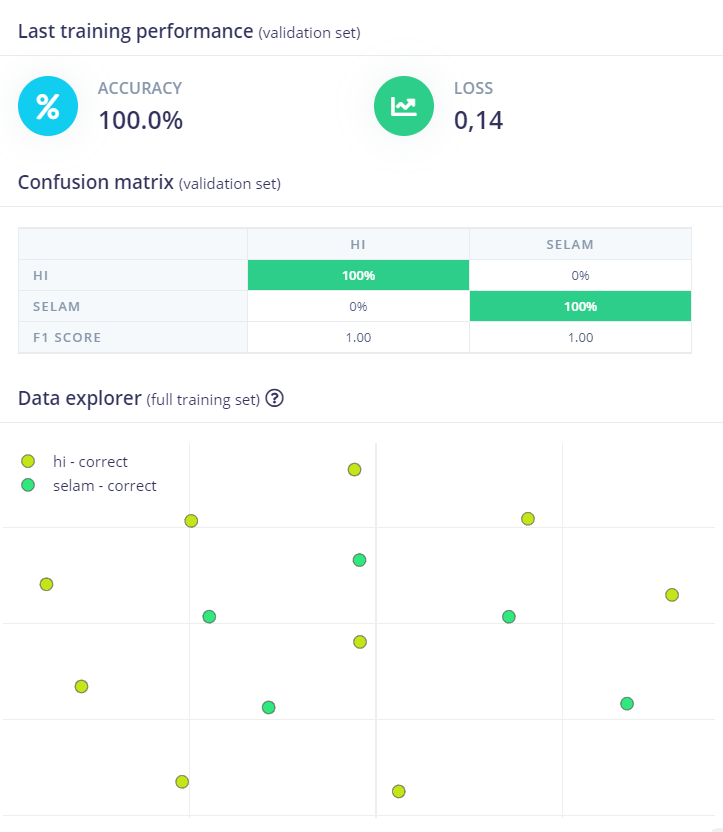 Last training performance (validation set)
%
ACCURACY
100.0%
LOSS
0,14
Confusion matrix (validation set)
HI SELAM
HI 100% 0%
SELAM 0% 100%
F1 SCORE 1.00 1.00
Data explorer (full training set) ?
hi - correct
selam - correct